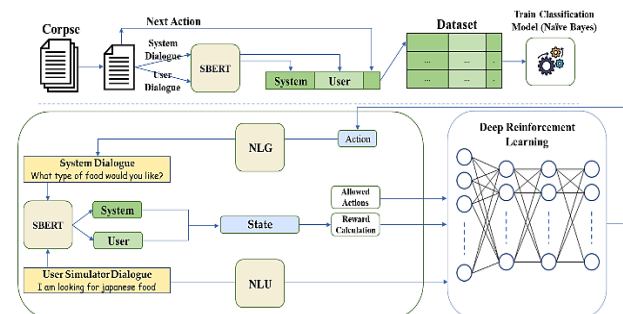 Corpse
Next Action
System
Dialogue
User
Dialogue
SBERT
System User
Dataset
... ... .
... ... .
Train Classification
Model (Naïve Bayes)
NLG
Action
Deep Reinforcement
Learning
System Dialogue
What type of food would you like?
SBERT
System
User
State
Allowed
Actions
Reward
Calculation
User Simulator Dialogue
I am looking for japanese food
NLU